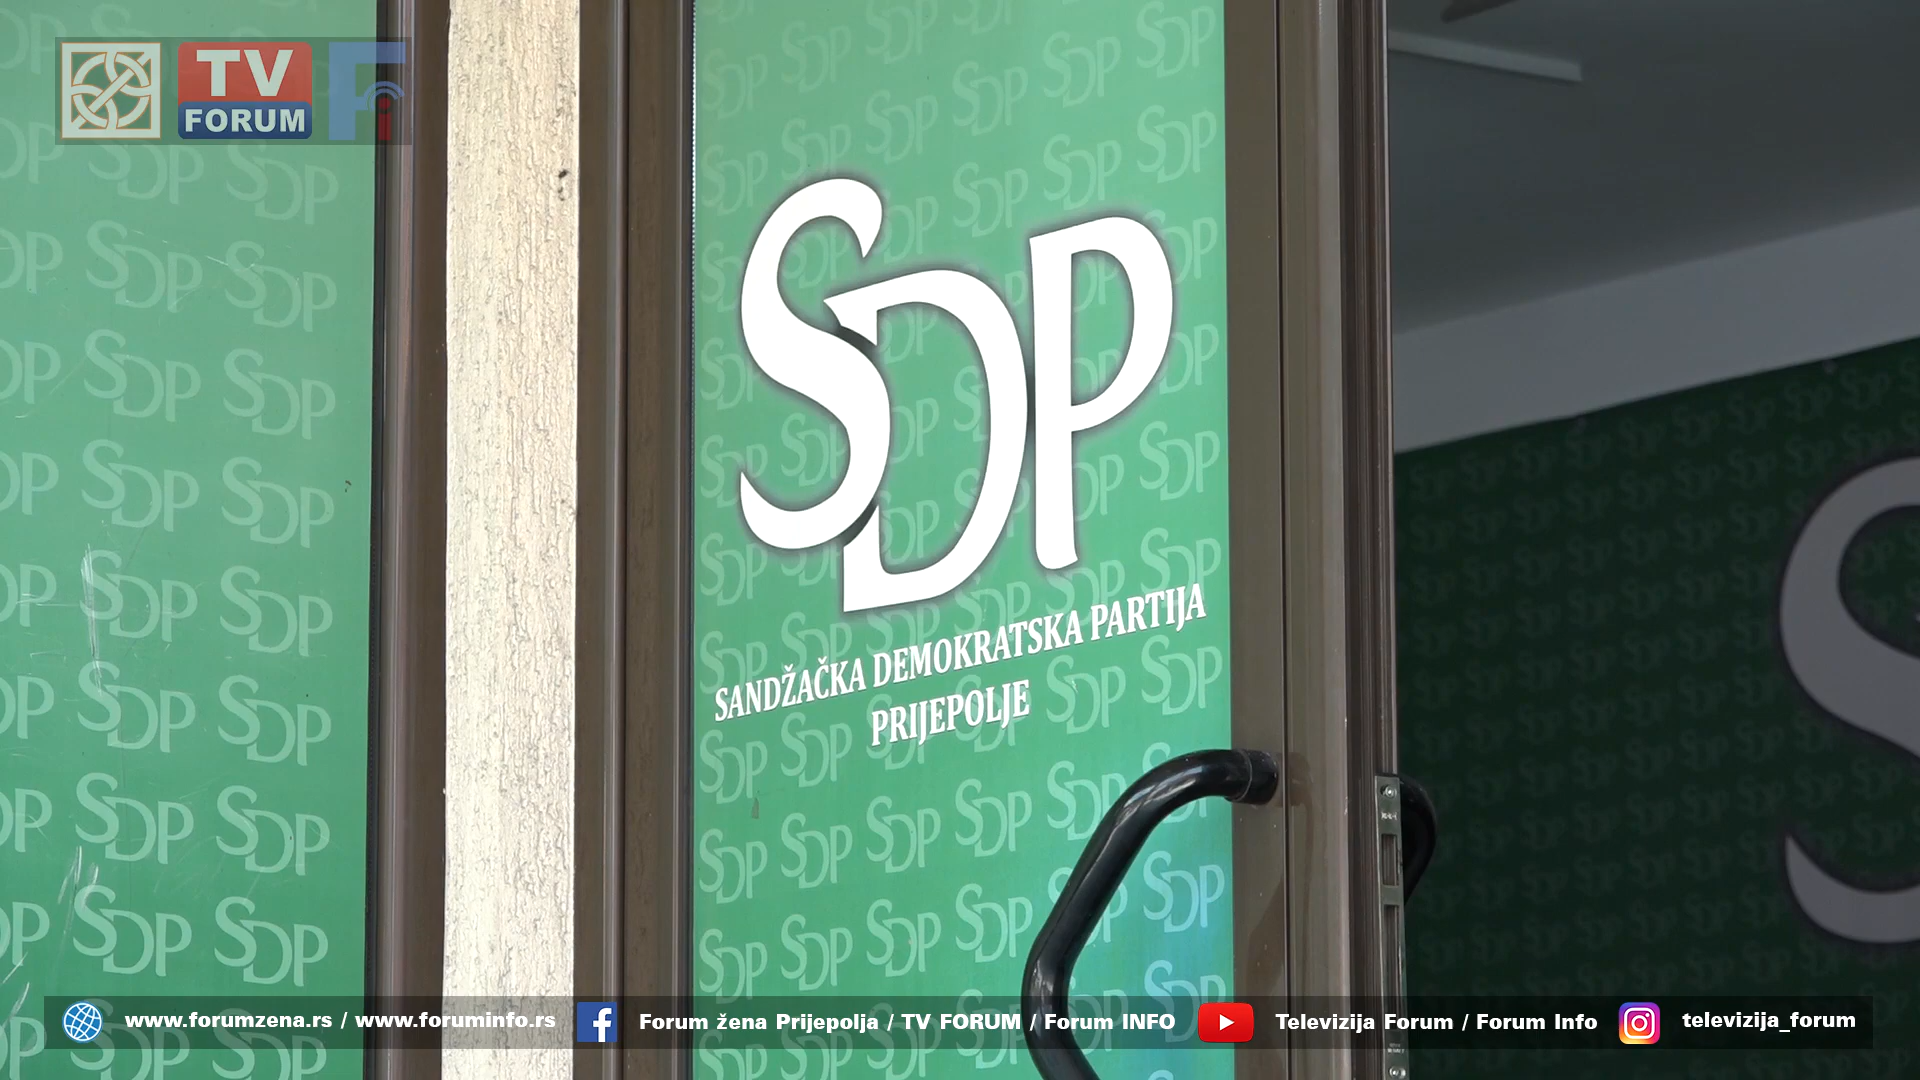 TV
FORUM
Fi
SDP
SANDŽAČKA DEMOKRATSKA PARTIJA
PRIJEPOLJE
www.forumzena.rs / www.foruminfo.rs
Forum žena Prijepolja / TV FORUM / Forum INFO
Televizija Forum / Forum Info
televizija_forum